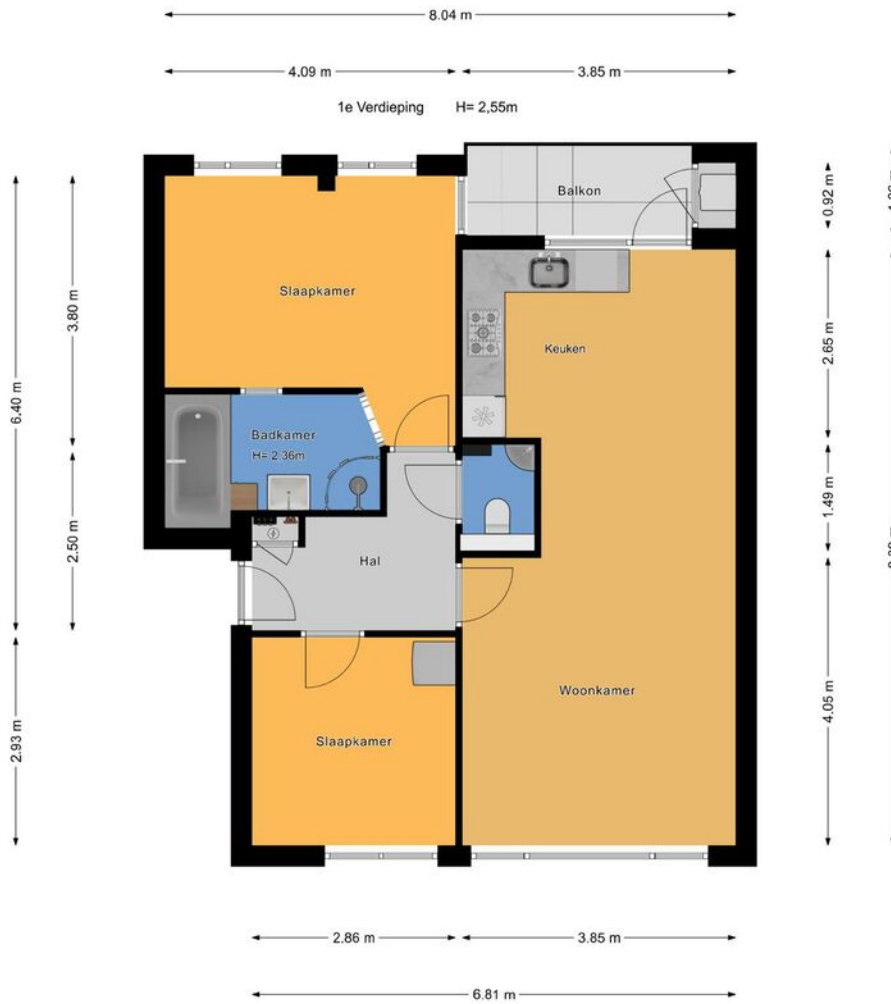 8.04 m
4.09 m
3.85 m
1e Verdieping H= 2,55m
Balkon
0.92 m
3.80 m
6.40 m
Slaapkamer
Keuken
2.65 m
Badkamer
H= 2.36m
1.49 m
2.50 m
Hal
Woonkamer
4.05 m
Slaapkamer
2.93 m
2.86 m
3.85 m
6.81 m